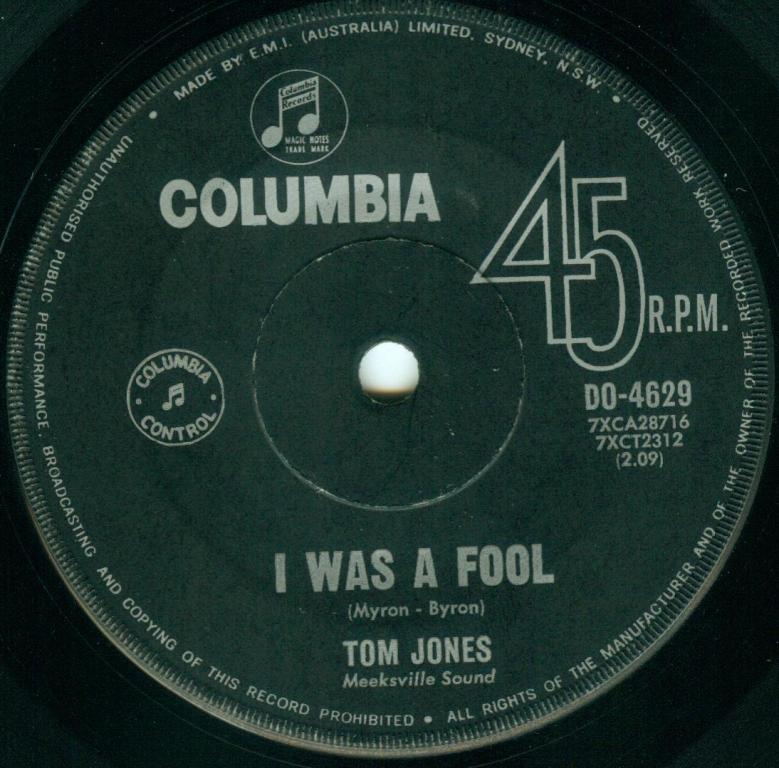 MADE BY E.M.I. (AUSTRALIA) LIMITED. SYDNEY. N.S.W. •
Columbia
Records
MAGIC NOTES
TRADE MARK
COLUMBIA
45
R.P.M.
COLUMBIA
CONTROL
DO-4629
7XCA28716
7XCT2312
(2.09)
I WAS A FOOL
(Myron - Byron)
TOM JONES
Meeksville Sound
UNAUTHORISED PUBLIC PERFORMANCE. BROADCASTING AND COPYING OF THIS RECORD PROHIBITED • ALL RIGHTS OF THE MANUFACTURER AND OF THE OWNER OF THE RECORDED WORK RESERVED